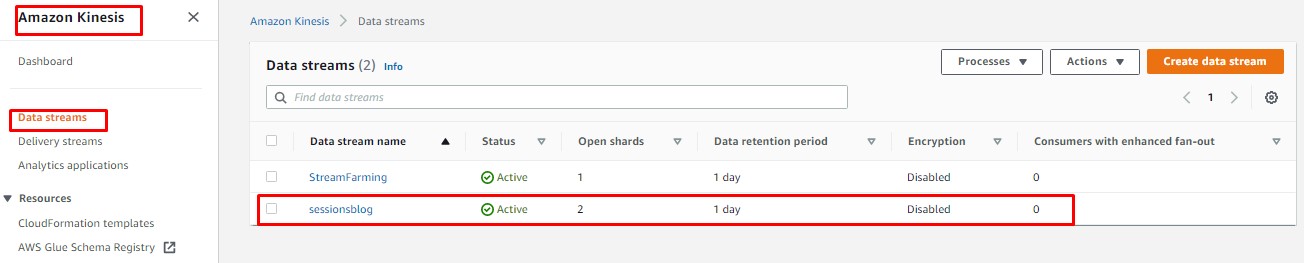 Amazon Kinesis
Dashboard
Data streams
Delivery streams
Analytics applications
Resources
CloudFormation templates
AWS Glue Schema Registry
Amazon Kinesis Data streams
Data streams (2) Info Processes Actions Create data stream
Find data streams 1
Data stream name Status Open shards Data retention period Encryption Consumers with enhanced fan-out
StreamFarming Active 1 1 day Disabled 0
sessionsblog Active 2 1 day Disabled 0